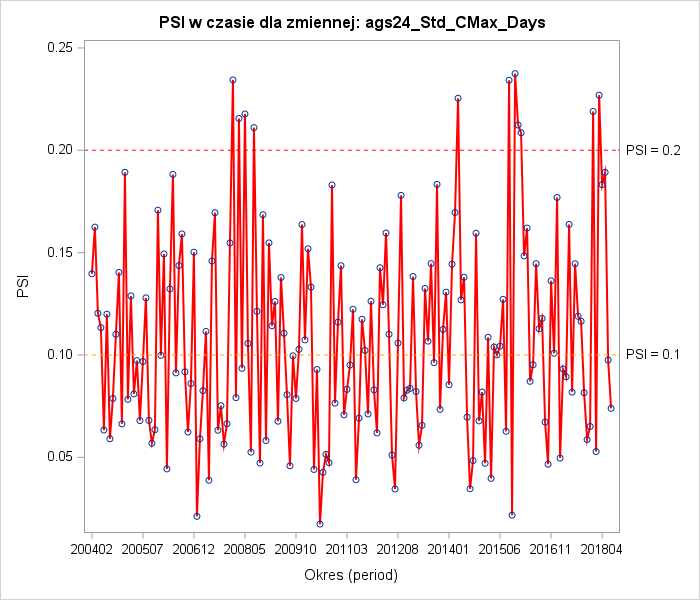 PSI w czasie dla zmiennej: ags24_Std_CMax_Days
0.25
0.20
0.15
0.10
0.05
PSI
PSI = 0.2
PSI = 0.1
200402 200507 200612 200805 200910 201103 201208 201401 201506 201611 201804
Okres (period)